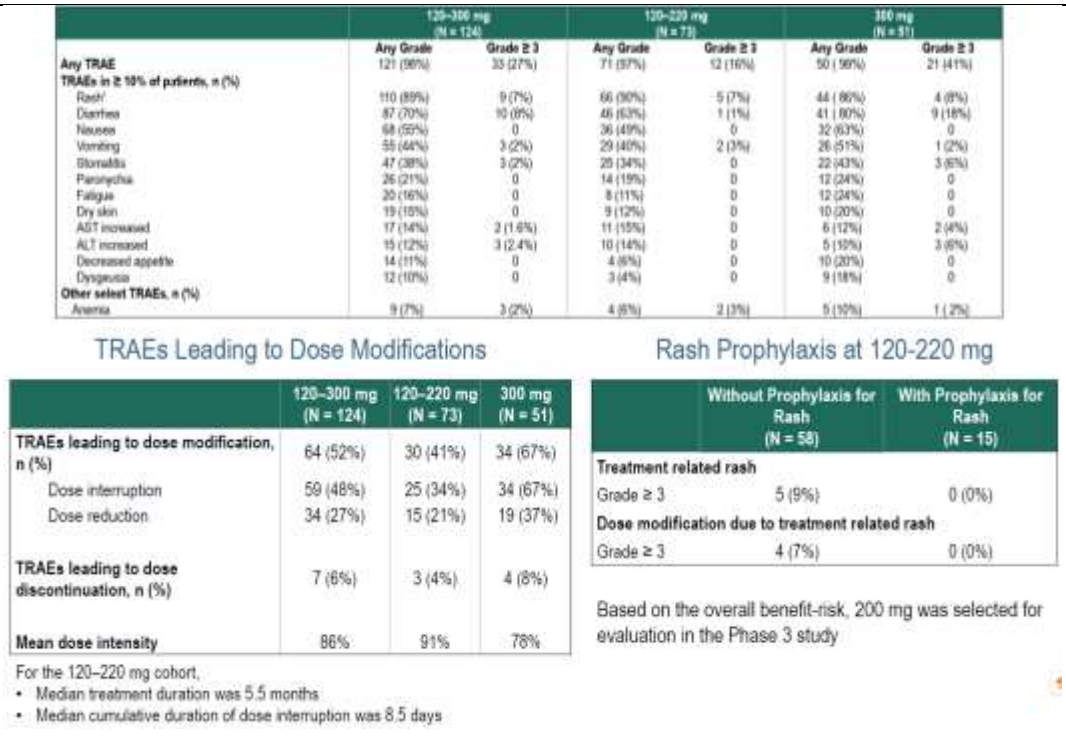 120–300 mg (N = 124) 120–220 mg (N = 73) 300 mg (N = 51)
Any Grade Grade ≥ 3 Any Grade Grade ≥ 3 Any Grade Grade ≥ 3
Any TRAE 121 (98%) 33 (27%) 71 (97%) 12 (16%) 50 ( 98%) 21 (41%)
TRAEs in ≥ 10% of patients, n (%)
Rash 110 (89%) 9 (7%) 66 (90%) 5 (7%) 44 ( 86%) 4 (8%)
Diarrhea 87 (70%) 10 (8%) 46 (63%) 1 (1%) 41 ( 80%) 9 (18%)
Nausea 68 (55%) 0 36 (49%) 0 32 (63%) 0
Vomiting 55 (44%) 3 (2%) 29 (40%) 2 (3%) 26 (51%) 1 (2%)
Stomatitis 47 (38%) 3 (2%) 25 (34%) 0 22 (43%) 3 (6%)
Paronychia 26 (21%) 0 14 (19%) 0 12 (24%) 0
Fatigue 20 (16%) 0 8 (11%) 0 12 (24%) 0
Dry skin 19 (15%) 0 9 (12%) 0 10 (20%) 0
AST increased 17 (14%) 2 (1.6%) 11 (15%) 0 6 (12%) 2 (4%)
ALT increased 15 (12%) 3 (2.4%) 10 (14%) 0 5 (10%) 3 (6%)
Decreased appetite 14 (11%) 0 4 (6%) 0 10 (20%) 0
Dysgeusia 12 (10%) 0 3 (4%) 0 9 (18%) 0
Other select TRAEs, n (%)
Anemia 9 (7%) 3 (2%) 4 (6%) 2 (3%) 5 (10%) 1 ( 2%)
TRAEs Leading to Dose Modifications
120–300 mg (N = 124) 120–220 mg (N = 73) 300 mg (N = 51)
TRAEs leading to dose modification, n (%) 64 (52%) 30 (41%) 34 (67%)
Dose interruption 59 (48%) 25 (34%) 34 (67%)
Dose reduction 34 (27%) 15 (21%) 19 (37%)
TRAEs leading to dose discontinuation, n (%) 7 (6%) 3 (4%) 4 (8%)
Mean dose intensity 86% 91% 78%
For the 120–220 mg cohort,
• Median treatment duration was 5.5 months
• Median cumulative duration of dose interruption was 8.5 days
Rash Prophylaxis at 120-220 mg
Without Prophylaxis for Rash (N = 58) With Prophylaxis for Rash (N = 15)
Treatment related rash
Grade ≥ 3 5 (9%) 0 (0%)
Dose modification due to treatment related rash
Grade ≥ 3 4 (7%) 0 (0%)
Based on the overall benefit-risk, 200 mg was selected for
evaluation in the Phase 3 study